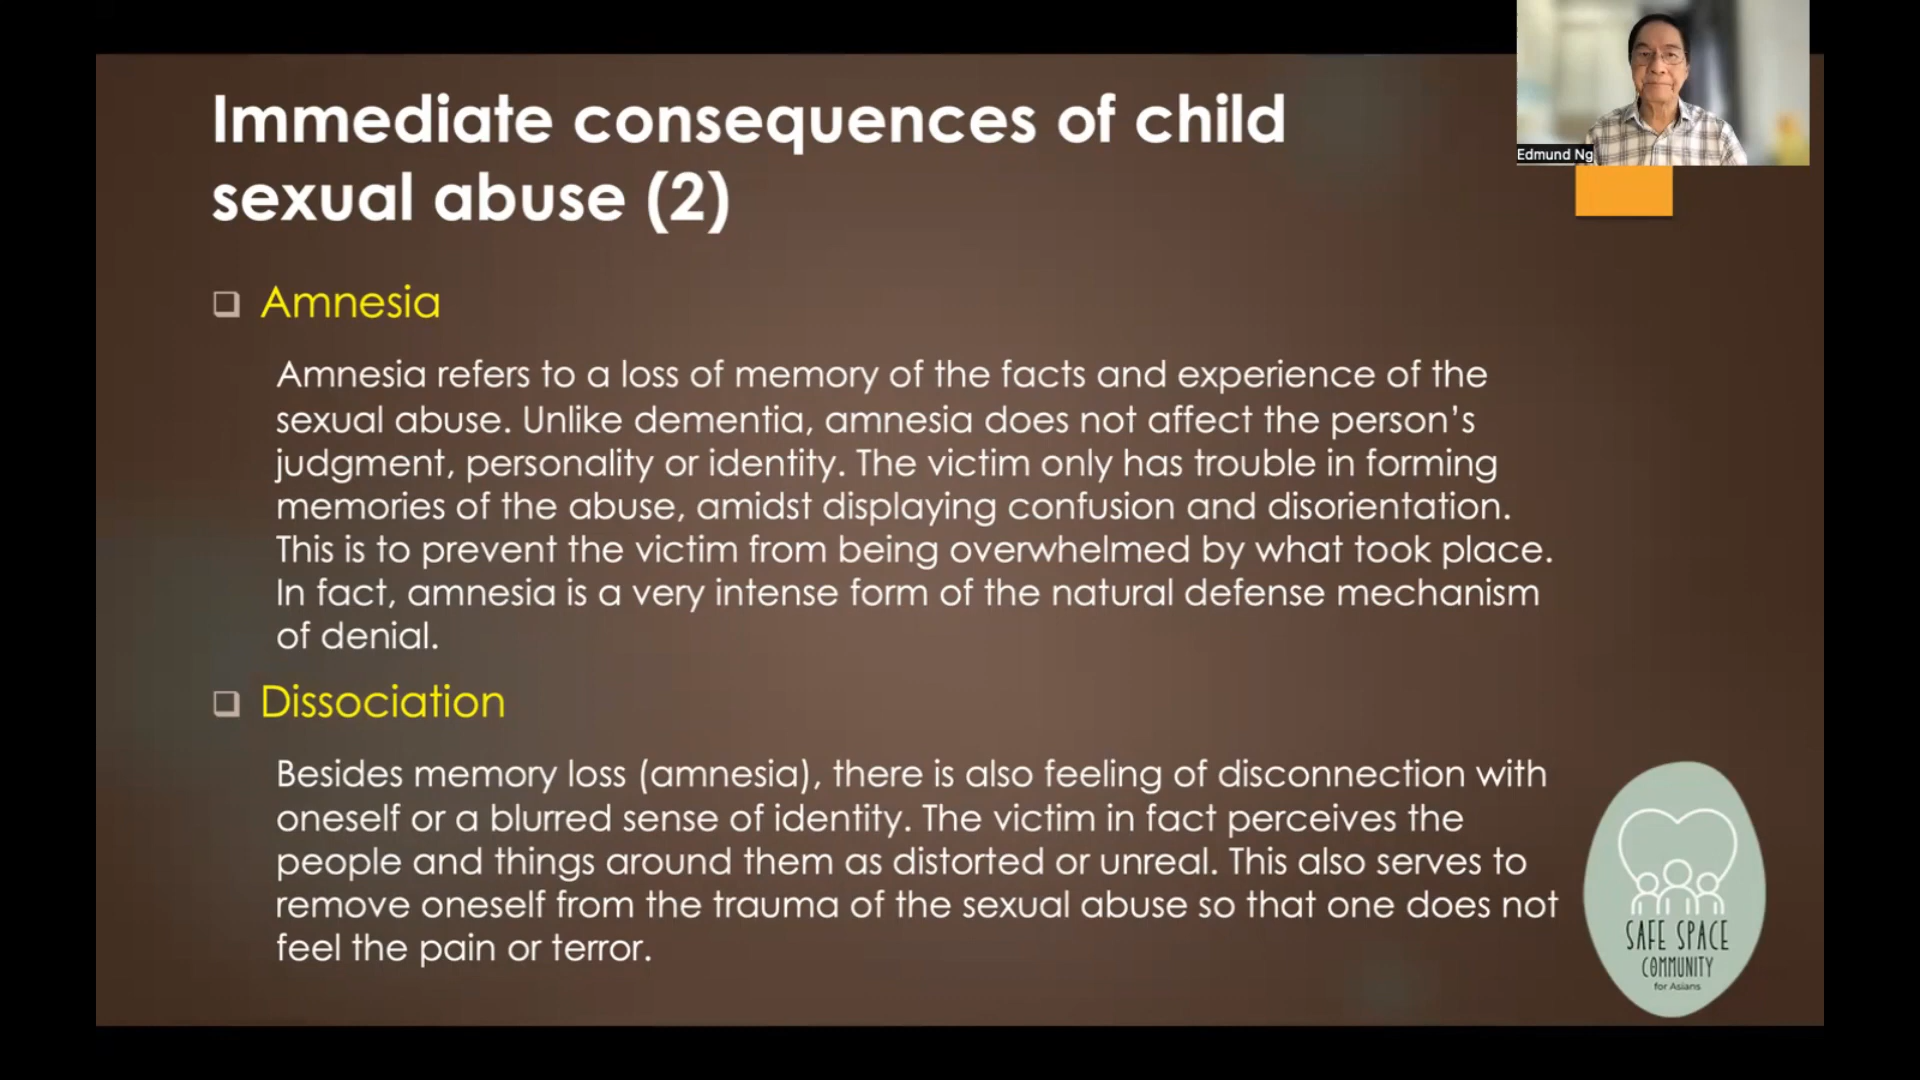 Immediate consequences of child
sexual abuse (2)
Edmund Ng
Amnesia
Amnesia refers to a loss of memory of the facts and experience of the
sexual abuse. Unlike dementia, amnesia does not affect the person’s
judgment, personality or identity. The victim only has trouble in forming
memories of the abuse, amidst displaying confusion and disorientation.
This is to prevent the victim from being overwhelmed by what took place.
In fact, amnesia is a very intense form of the natural defense mechanism
of denial.
Dissociation
Besides memory loss (amnesia), there is also feeling of disconnection with
oneself or a blurred sense of identity. The victim in fact perceives the
people and things around them as distorted or unreal. This also serves to
remove oneself from the trauma of the sexual abuse so that one does not
feel the pain or terror.
SAFE SPACE
COMMUNITY
for Asians